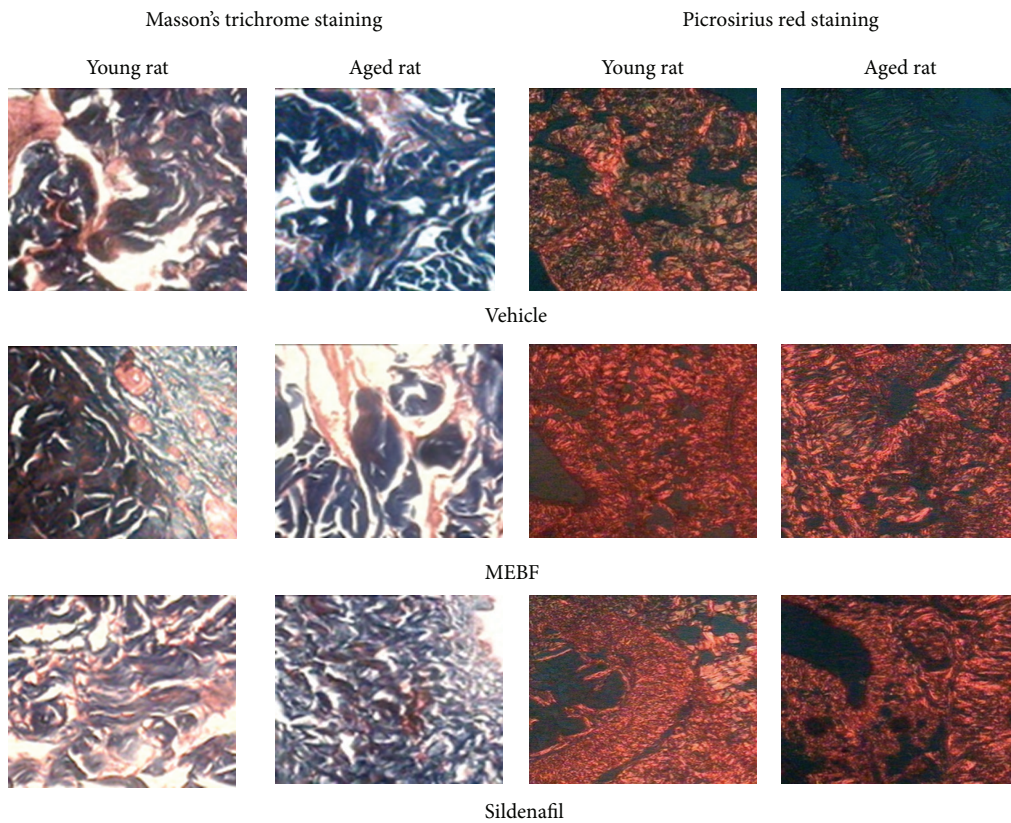 Masson’s trichrome staining Picrosirius red staining
Young rat Aged rat Young rat Aged rat
Vehicle
MEBF
Sildenafil